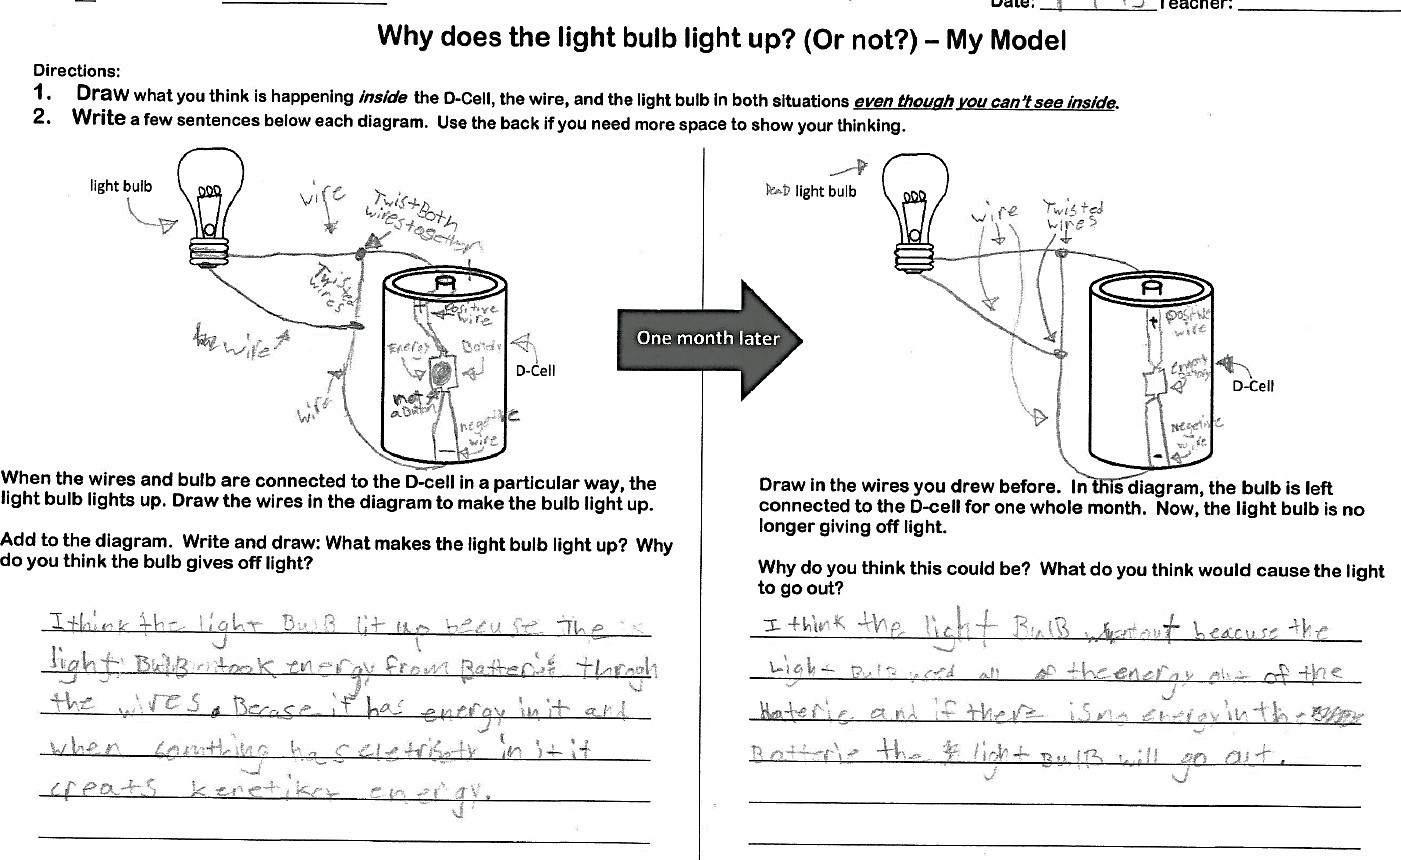 Date: Teacher:
Why does the light bulb light up? (Or not?) – My Model
Directions:
1. Draw what you think is happening inside the D-Cell, the wire, and the light bulb in both situations even though you can't see inside.
2. Write a few sentences below each diagram. Use the back if you need more space to show your thinking.
light bulb
wire
Twist Both
wires together
Twisted
wires
wire
wire
+
Positive
wire
Energy
not
a Button
negetive
wire
-
D-Cell
One month later
Dead light bulb
wire
Twisted
wires
+
positive
wire
Negetive
wire
-
D-Cell
When the wires and bulb are connected to the D-cell in a particular way, the
light bulb lights up. Draw the wires in the diagram to make the bulb light up.
Add to the diagram. Write and draw: What makes the light bulb light up? Why
do you think the bulb gives off light?
I think the light BulB lit up becuse The
light BulB took energy from Batterie through
the wires. Becase if has energy in it and
when somthing has eletrisoty in it it
creats kenetiker energy.
Draw in the wires you drew before. In this diagram, the bulb is left
connected to the D-cell for one whole month. Now, the light bulb is no
longer giving off light.
Why do you think this could be? What do you think would cause the light
to go out?
I think the light BulB went out beacuse the
Light BulB used all of the energy out of the
Baterie and if there is no energy in the
Batterie the light BulB will go out.